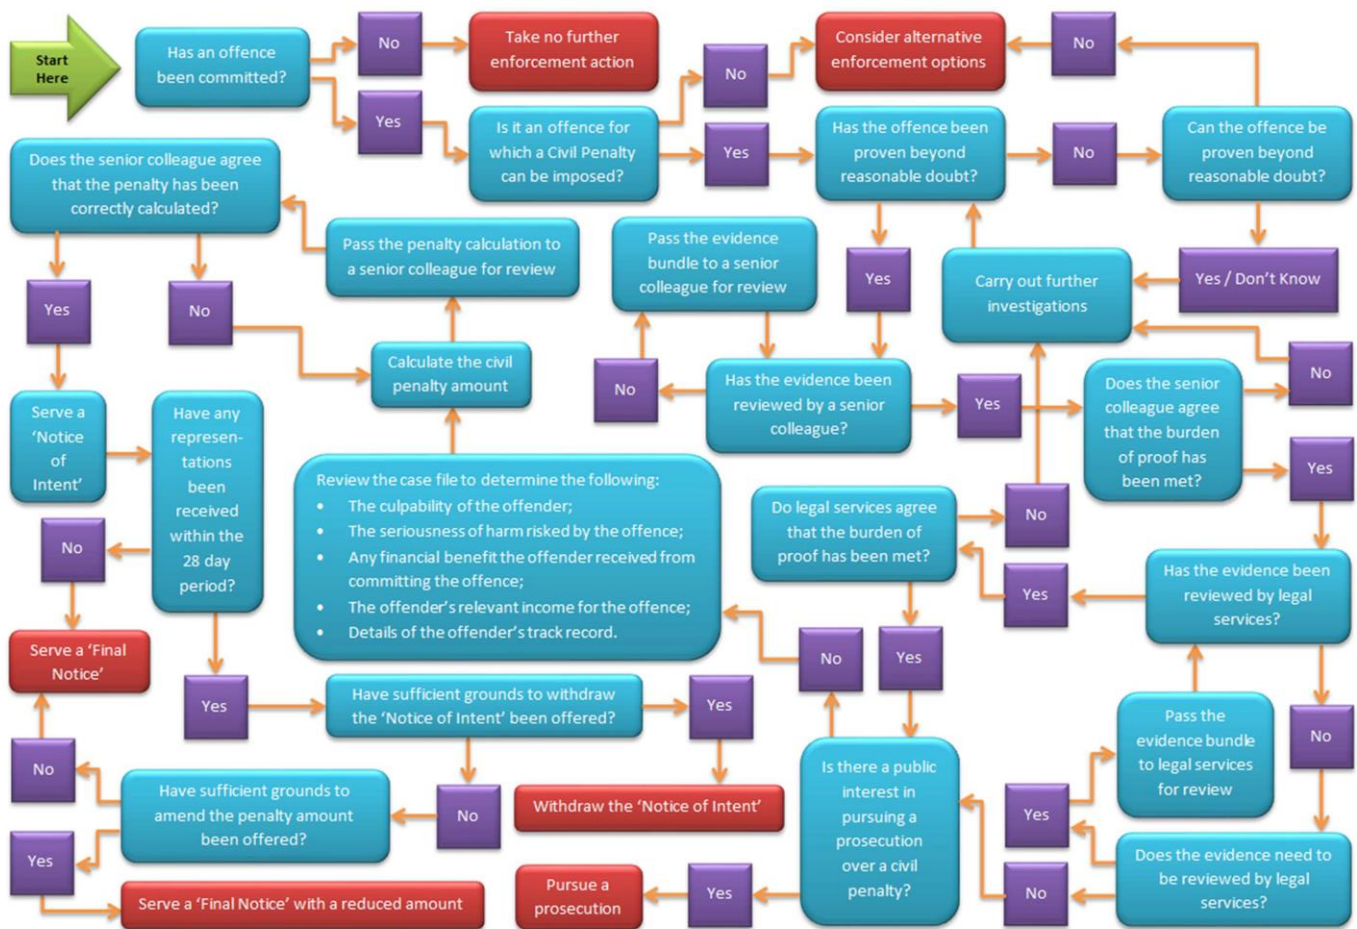 Start
Here
Has an offence
been committed?
No
Take no further
enforcement action
Consider alternative
enforcement options
No
No
Yes
Is it an offence for
which a Civil Penalty
can be imposed?
Yes
Has the offence been
proven beyond
reasonable doubt?
No
Can the offence be
proven beyond
reasonable doubt?
Does the senior colleague agree
that the penalty has been
correctly calculated?
Pass the penalty calculation to
a senior colleague for review
Pass the evidence
bundle to a senior
colleague for review
Yes
Carry out further
investigations
Yes / Don’t Know
Yes
No
Calculate the civil
penalty amount
No
Has the evidence been
reviewed by a senior
colleague?
Yes
Does the senior
colleague agree
that the burden
of proof has
been met?
No
Yes
Serve a
‘Notice
of
Intent’
Have any
represen-
tations
been
received
within the
28 day
period?
Review the case file to determine the following:
• The culpability of the offender;
• The seriousness of harm risked by the offence;
• Any financial benefit the offender received from
committing the offence;
• The offender’s relevant income for the offence;
• Details of the offender’s track record.
Do legal services agree
that the burden of
proof has been met?
No
Yes
Has the evidence been
reviewed by legal
services?
No
Serve a ‘Final
Notice’
Yes
Have sufficient grounds to withdraw
the ‘Notice of Intent’ been offered?
Yes
No
Yes
Pass the
evidence bundle
to legal services
for review
No
No
Have sufficient grounds to
amend the penalty amount
been offered?
No
Withdraw the ‘Notice of Intent’
Is there a public
interest in
pursuing a
prosecution
over a civil
penalty?
Yes
No
Does the evidence need to
be reviewed by legal
services?
Yes
Serve a ‘Final Notice’ with a reduced amount
Pursue a
prosecution
Yes